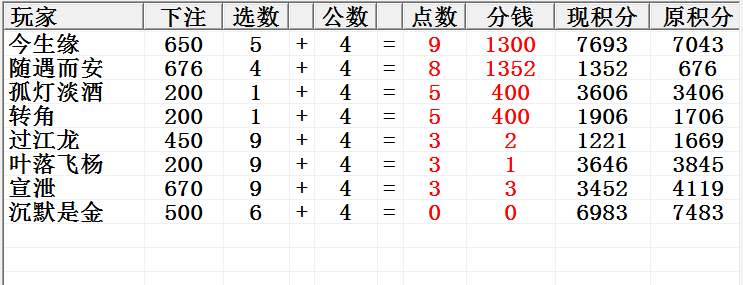 玩家 下注 选数 公数 点数 分钱 现积分 原积分
今生缘 650 5 + 4 = 9 1300 7693 7043
随遇而安 676 4 + 4 = 8 1352 1352 676
孤灯淡酒 200 1 + 4 = 5 400 3606 3406
转角 200 1 + 4 = 5 400 1906 1706
过江龙 450 9 + 4 = 3 2 1221 1669
叶落飞杨 200 9 + 4 = 3 1 3646 3845
宣泄 670 9 + 4 = 3 3 3452 4119
沉默是金 500 6 + 4 = 0 0 6983 7483